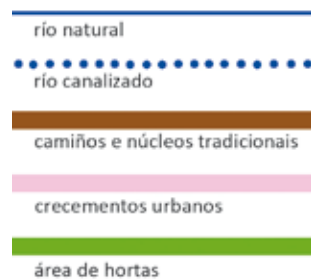 río natural
río canalizado
camiños e núcleos tradicionais
crecementos urbanos
área de hortas